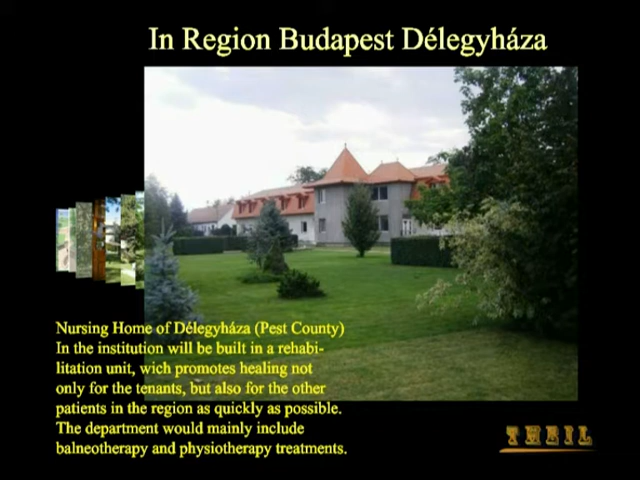 In Region Budapest Délegyháza
Nursing Home of Délegyháza (Pest County)
In the institution will be built in a rehabi-
litation unit, wich promotes healing not
only for the tenants, but also for the other
patients in the region as quickly as possible.
The department would mainly include
balneotherapy and physiotherapy treatments.
THEIL